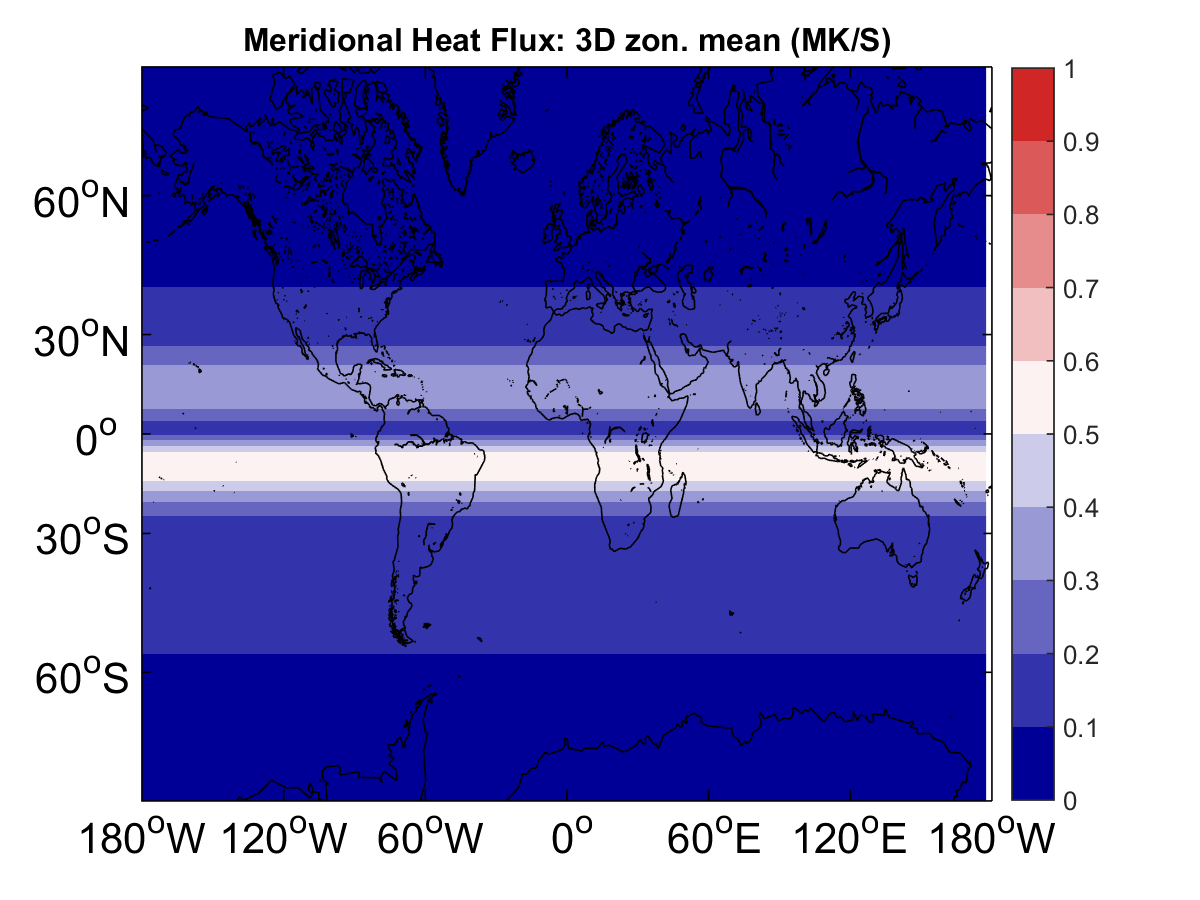 Meridional Heat Flux: 3D zon. mean (MK/S)
60ᵒN
30ᵒN
0ᵒ
30ᵒS
60ᵒS
180ᵒW 120ᵒW 60ᵒW 0ᵒ 60ᵒE 120ᵒE 180ᵒW
1
0.9
0.8
0.7
0.6
0.5
0.4
0.3
0.2
0.1
0